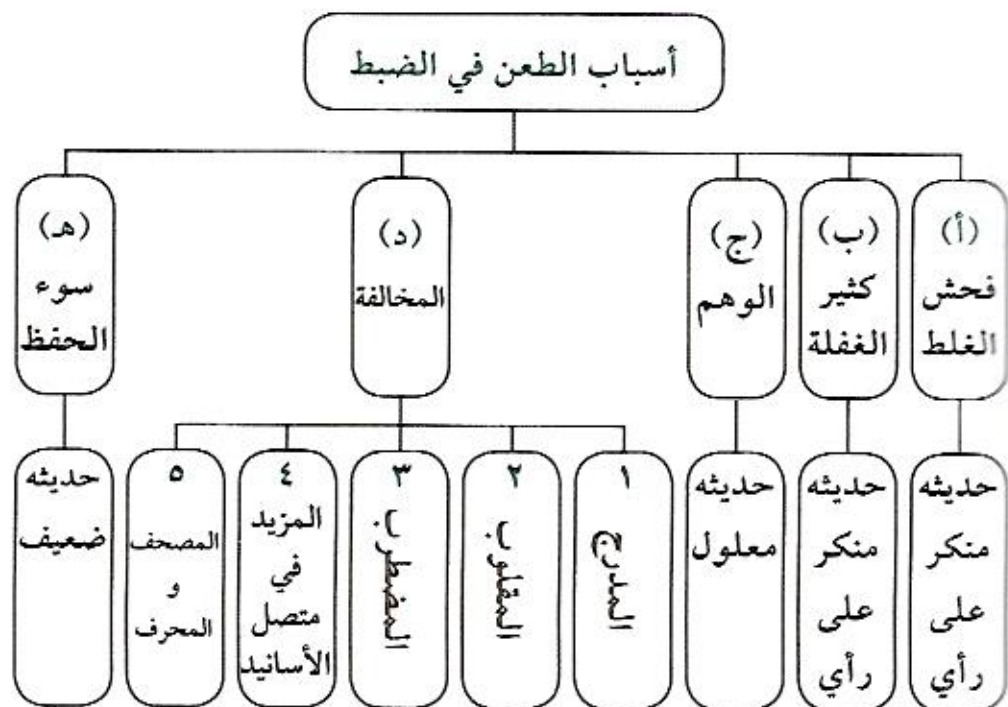 أسباب الطعن في الضبط
(أ)
فحش
الغلط
(ب)
كثير
الغفلة
(ج)
الوهم
(د)
المخالفة
(هـ)
سوء
الحفظ
حديثه
منكر
على
رأي
حديثه
منكر
على
رأي
حديثه
معلول
١
المدرج
٢
المقلوب
٣
المضطرب
٤
المزيد
في
متصل
الأسانيد
٥
المصحف
و
المحرف
حديثه
ضعيف